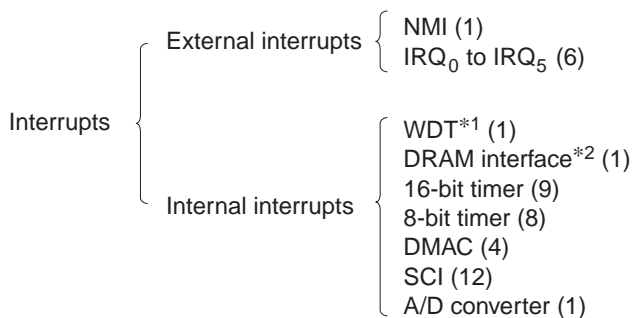 External interrupts
NMI (1)
IRQ0 to IRQ5 (6)
Interrupts
Internal interrupts
WDT*1 (1)
DRAM interface*2 (1)
16-bit timer (9)
8-bit timer (8)
DMAC (4)
SCI (12)
A/D converter (1)